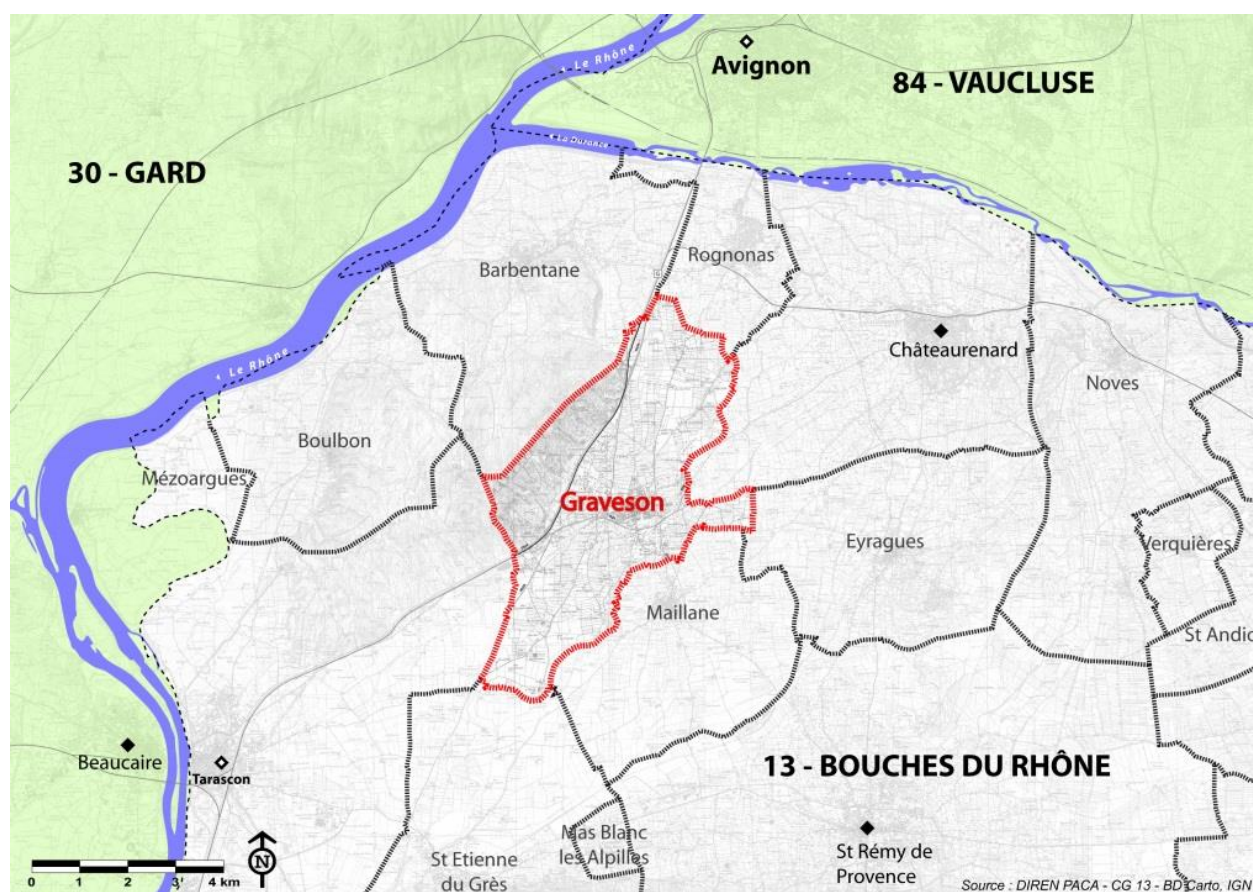 Le Rhône
Avignon
84 - VAUCLUSE
La Durance
30 - GARD
Barbentane
Rognonas
Châteaurenard
Le Rhône
Noves
Boulbon
Mézoargues
Graveson
Eyragues
Verquières
Maillane
St Andio
Beaucaire
Tarascon
13 - BOUCHES DU RHÔNE
Mas Blanc
les Alpilles
St Etienne
du Grès
St Rémy de
Provence
N
0 1 2 3 4 km
Source : DIREN PACA - CG 13 - BD Carto, IGN